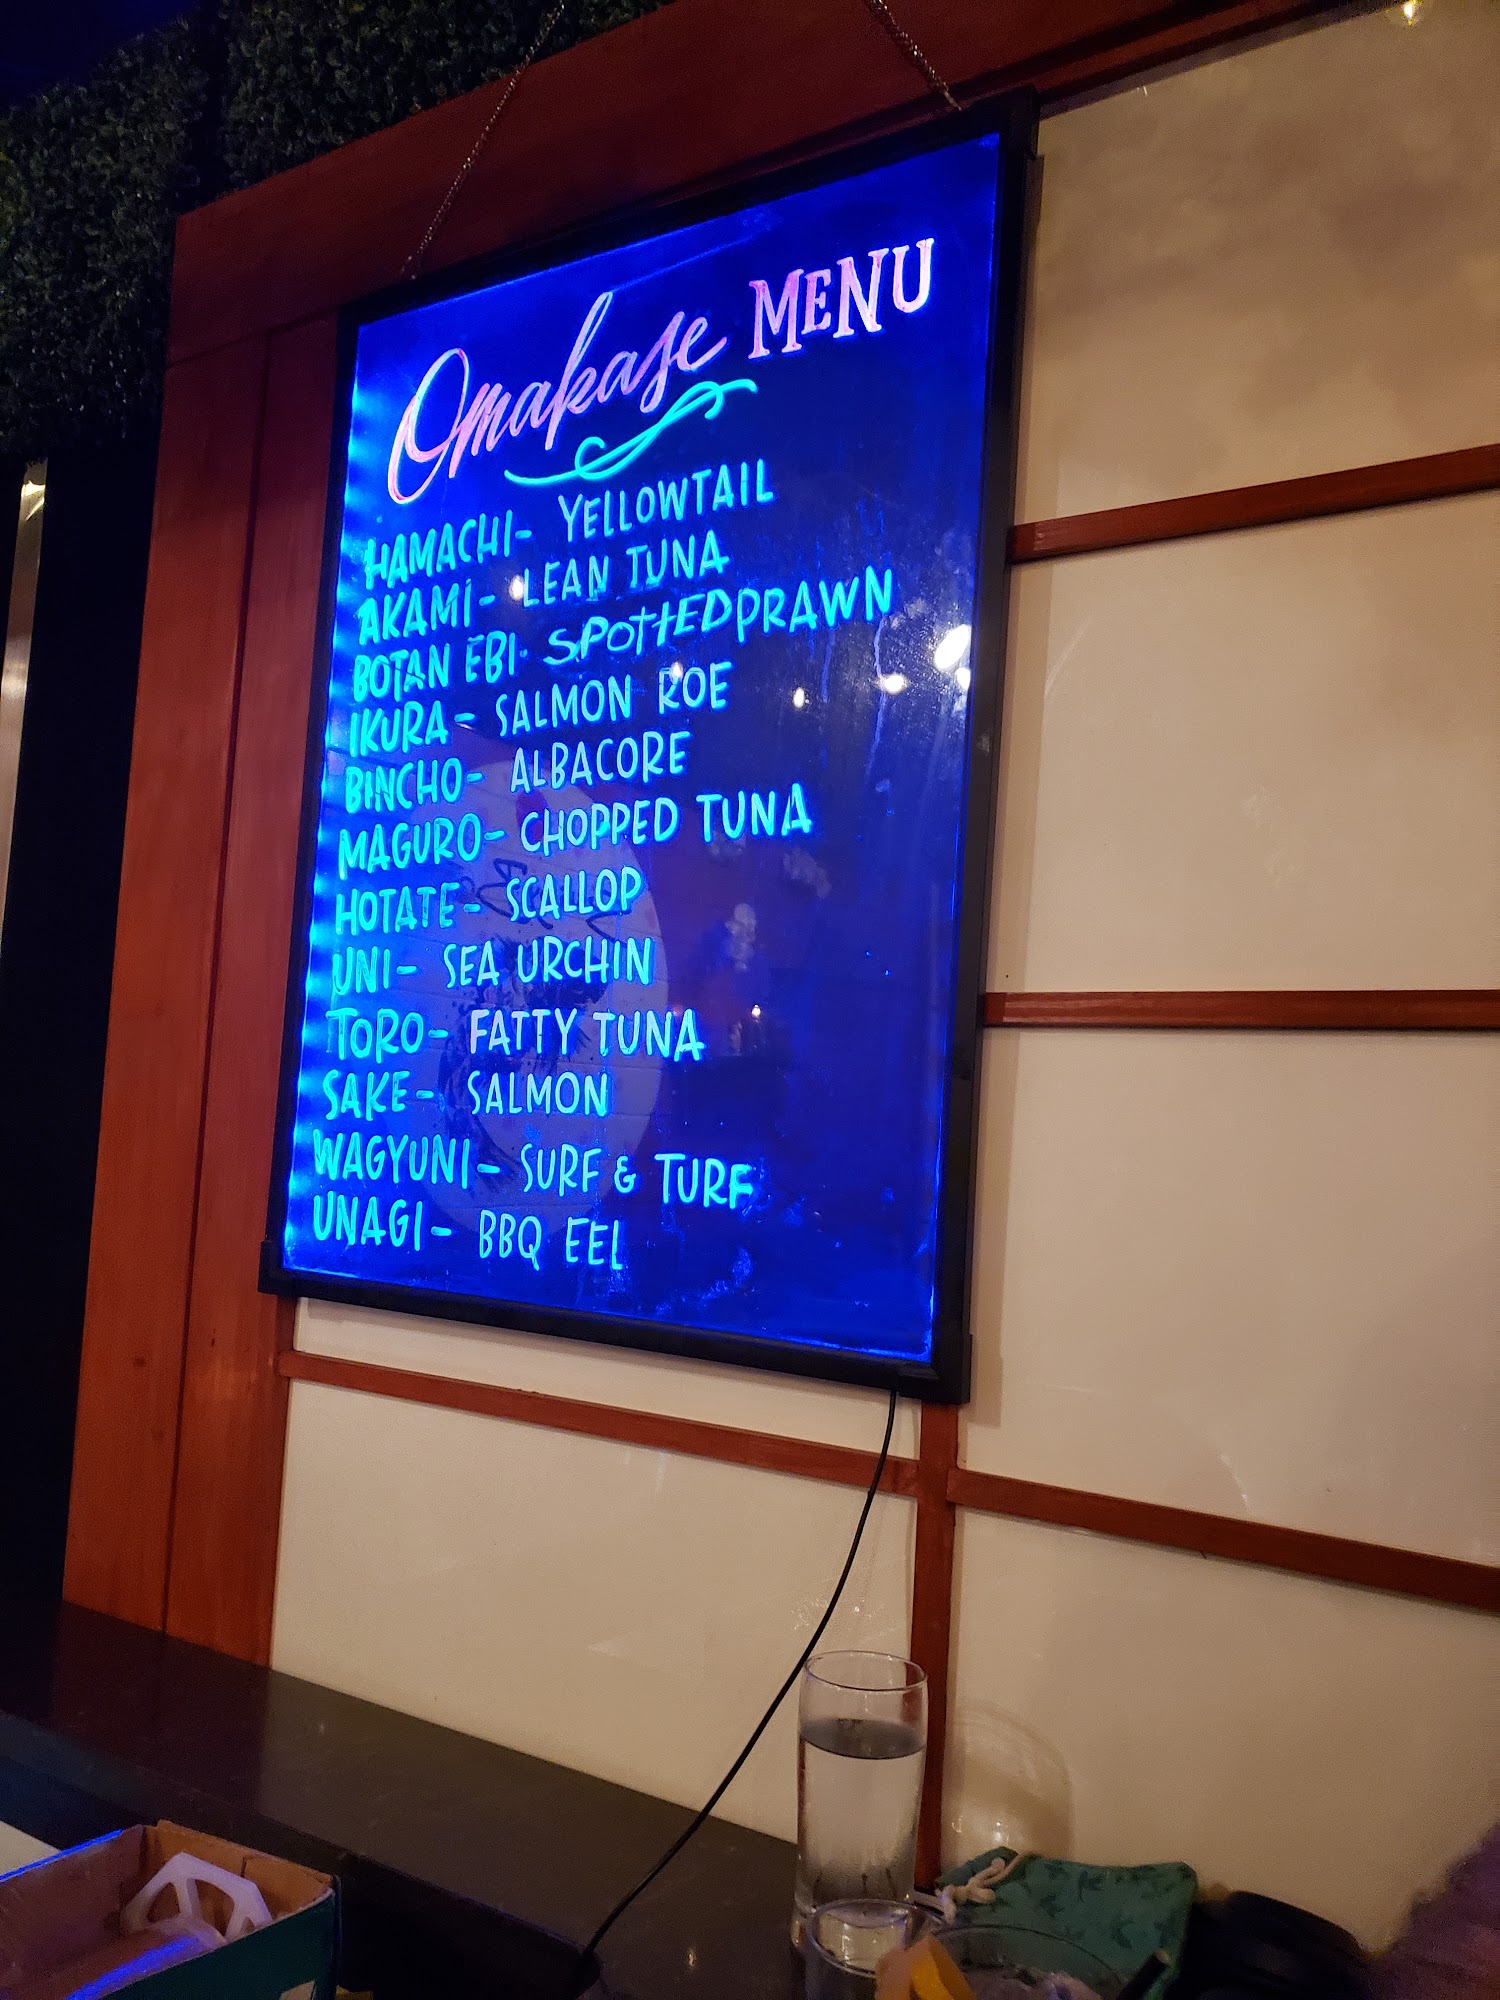 Omakase MENU
HAMACHI- YELLOWTAIL
AKAMI- LEAN TUNA
BOTAN EBI- SPOTTED PRAWN
IKURA- SALMON ROE
BINCHO- ALBACORE
MAGURO- CHOPPED TUNA
HOTATE- SCALLOP
UNI- SEA URCHIN
TORO- FATTY TUNA
SAKE- SALMON
WAGYUNI- SURF & TURF
UNAGI- BBQ EEL